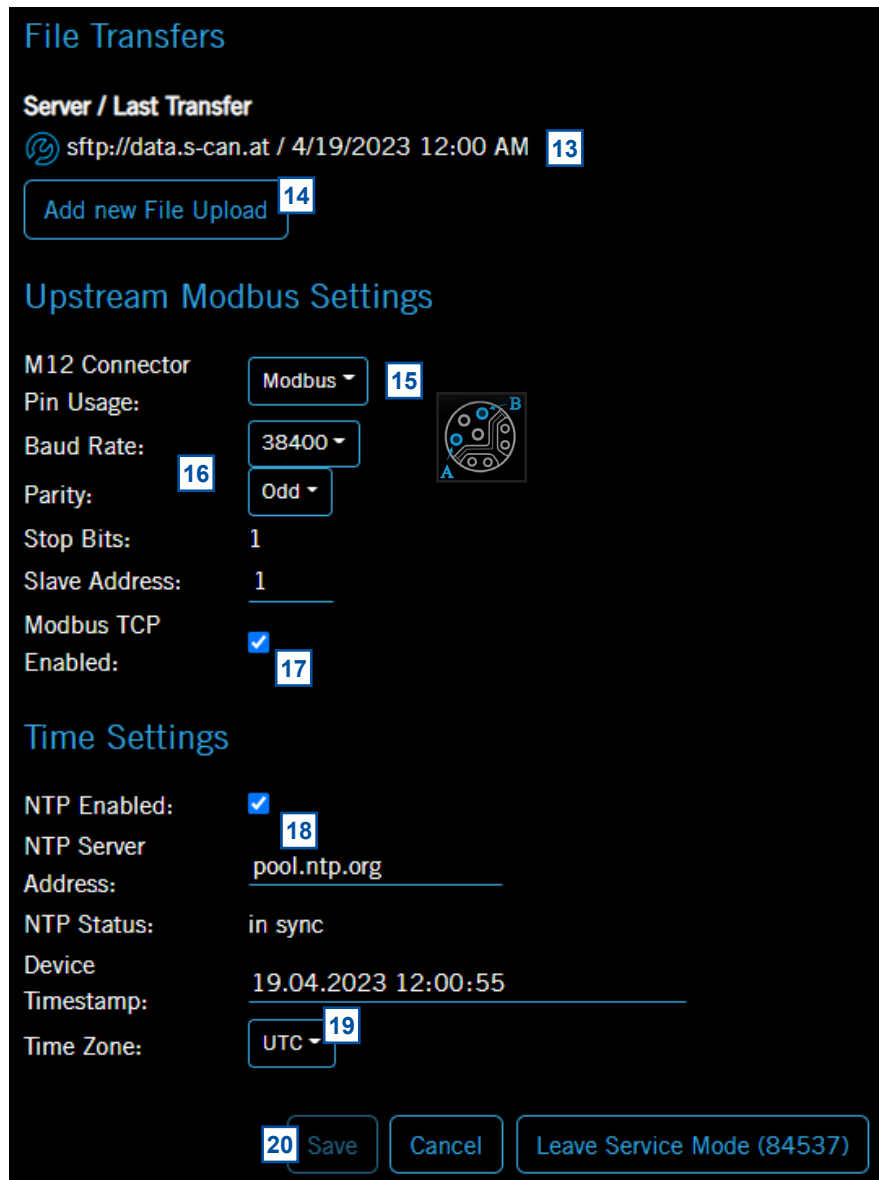 File Transfers
Server / Last Transfer
sftp://data.s-can.at / 4/19/2023 12:00 AM 13
Add new File Upload 14
Upstream Modbus Settings
M12 Connector
Pin Usage:
Modbus 15
B
A
Baud Rate: 38400
16
Parity: Odd
Stop Bits: 1
Slave Address: 1
Modbus TCP
Enabled:
17
Time Settings
NTP Enabled:
18
NTP Server
Address:
pool.ntp.org
NTP Status: in sync
Device
Timestamp:
19.04.2023 12:00:55
Time Zone: UTC 19
20 Save Cancel Leave Service Mode (84537)